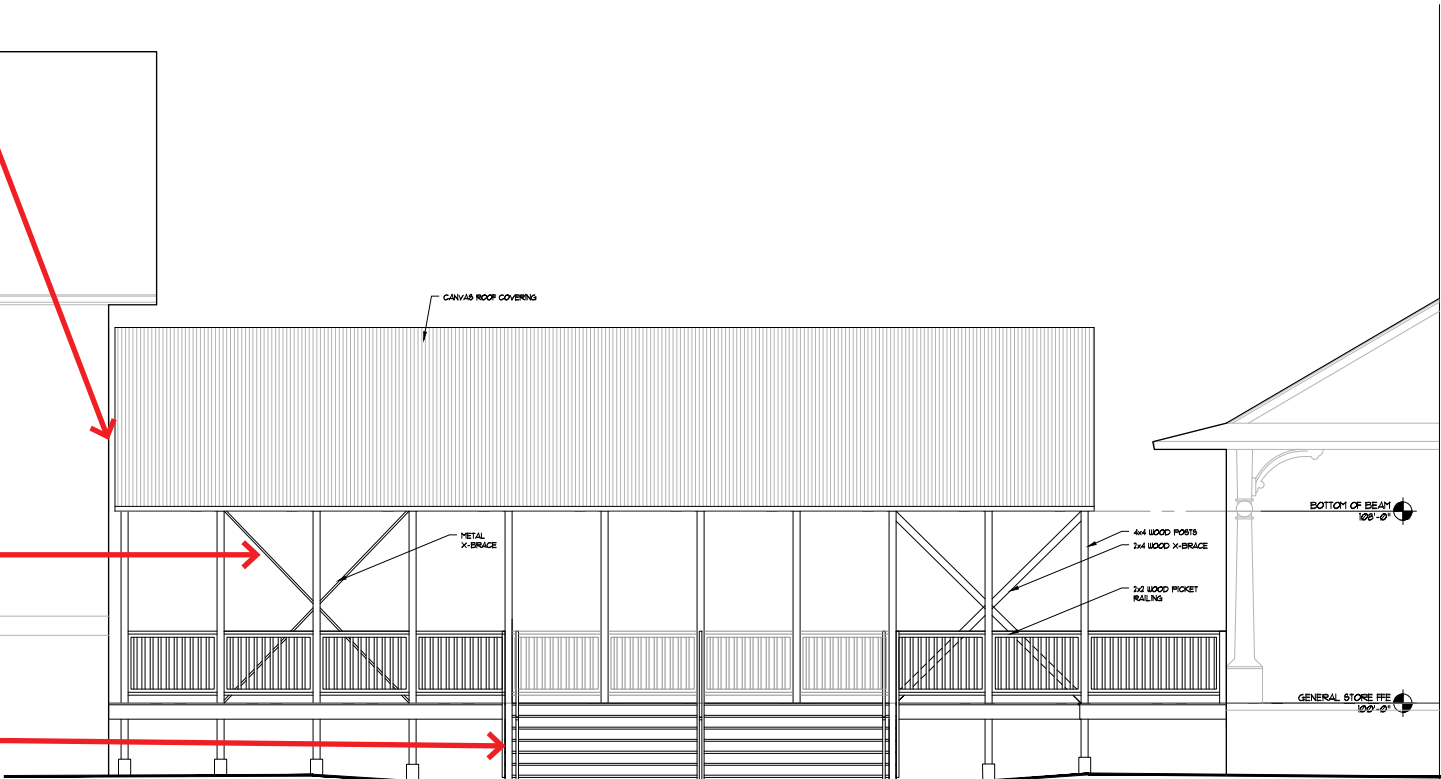 CANVAS ROOF COVERING
BOTTOM OF BEAM
108'-0"
METAL
X-BRACE
4x4 WOOD POSTS
2x4 WOOD X-BRACE
2x2 WOOD PICKET
RAILING
GENERAL STORE FFE
100'-0"